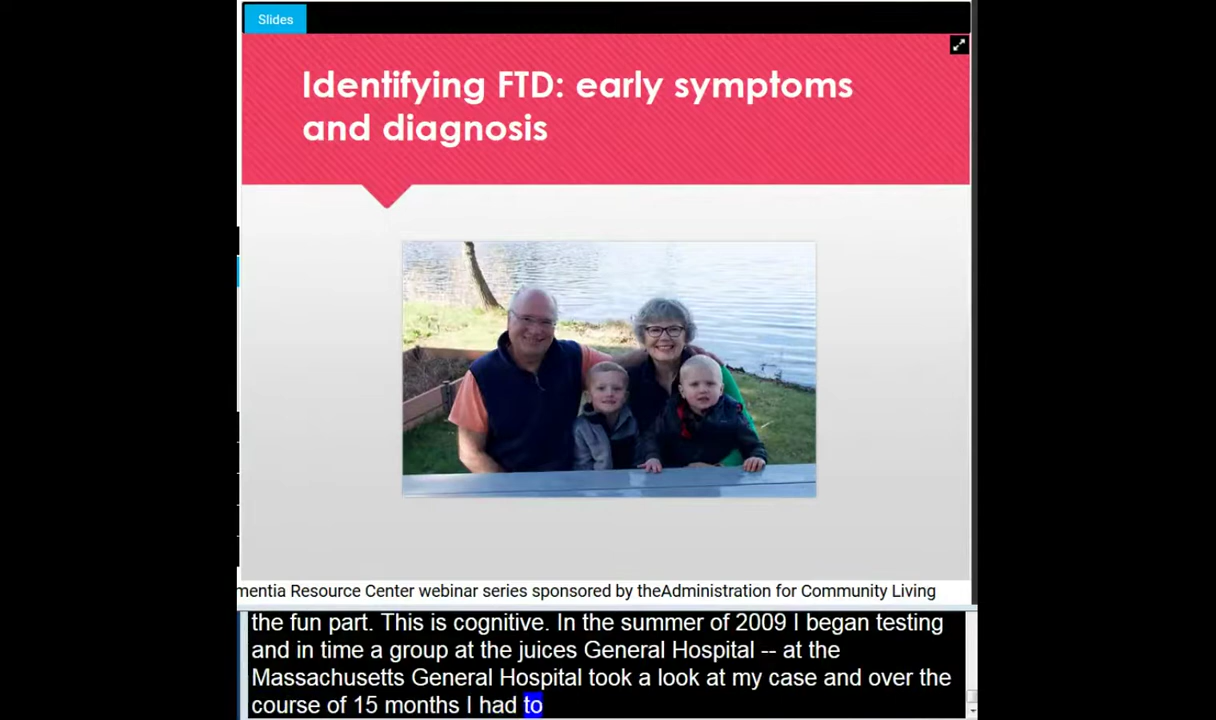 Slides
Identifying FTD: early symptoms
and diagnosis
mentia Resource Center webinar series sponsored by theAdministration for Community Living
the fun part. This is cognitive. In the summer of 2009 I began testing
and in time a group at the juices General Hospital -- at the
Massachusetts General Hospital took a look at my case and over the
course of 15 months I had to